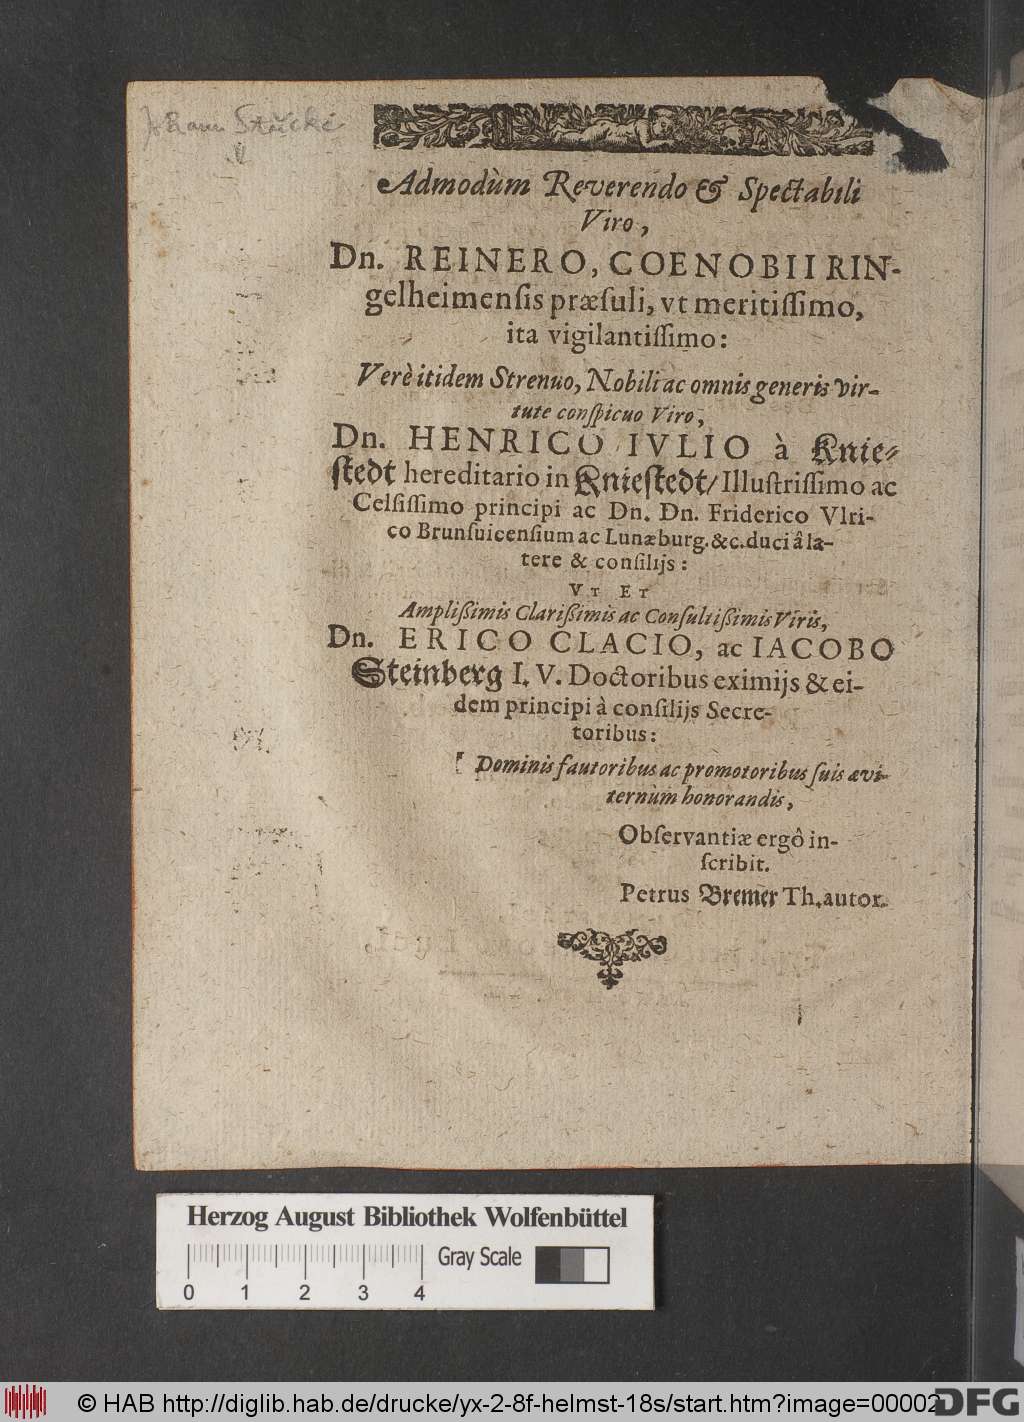 Johann Stucke
Admodùm Reverendo & Spectabili
Viro,
Dn. REINERO, COENOBII RIN-
gelheimensis præsuli, vt meritissimo,
ita vigilantissimo:
Verè itidem Strenuo, Nobili ac omnis generis vir-
tute conspicuo Viro,
Dn. HENRICO IVLIO à Knie-
stedt hereditario in Kniestedt/ Illustrissimo ac
Celsissimo principi ac Dn. Dn. Friderico Vlri-
co Brunsuicensium ac Lunæburg. &c. duci â la-
tere & consilijs:
VT ET
Amplißimis Clarißimis ac Consultißimis Viris,
Dn. ERICO CLACIO, ac IACOBO
Steinberg I. V. Doctoribus eximijs & ei-
dem principi à consilijs Secre-
toribus:
Dominis fautoribus ac promotoribus suis ævi-
ternùm honorandis,
Observantiæ ergô in-
scribit.
Petrus Bremer Th. autor.
Herzog August Bibliothek Wolfenbüttel
Gray Scale
0 1 2 3 4
© HAB http://diglib.hab.de/drucke/yx-2-8f-helmst-18s/start.htm?image=00002
DFG